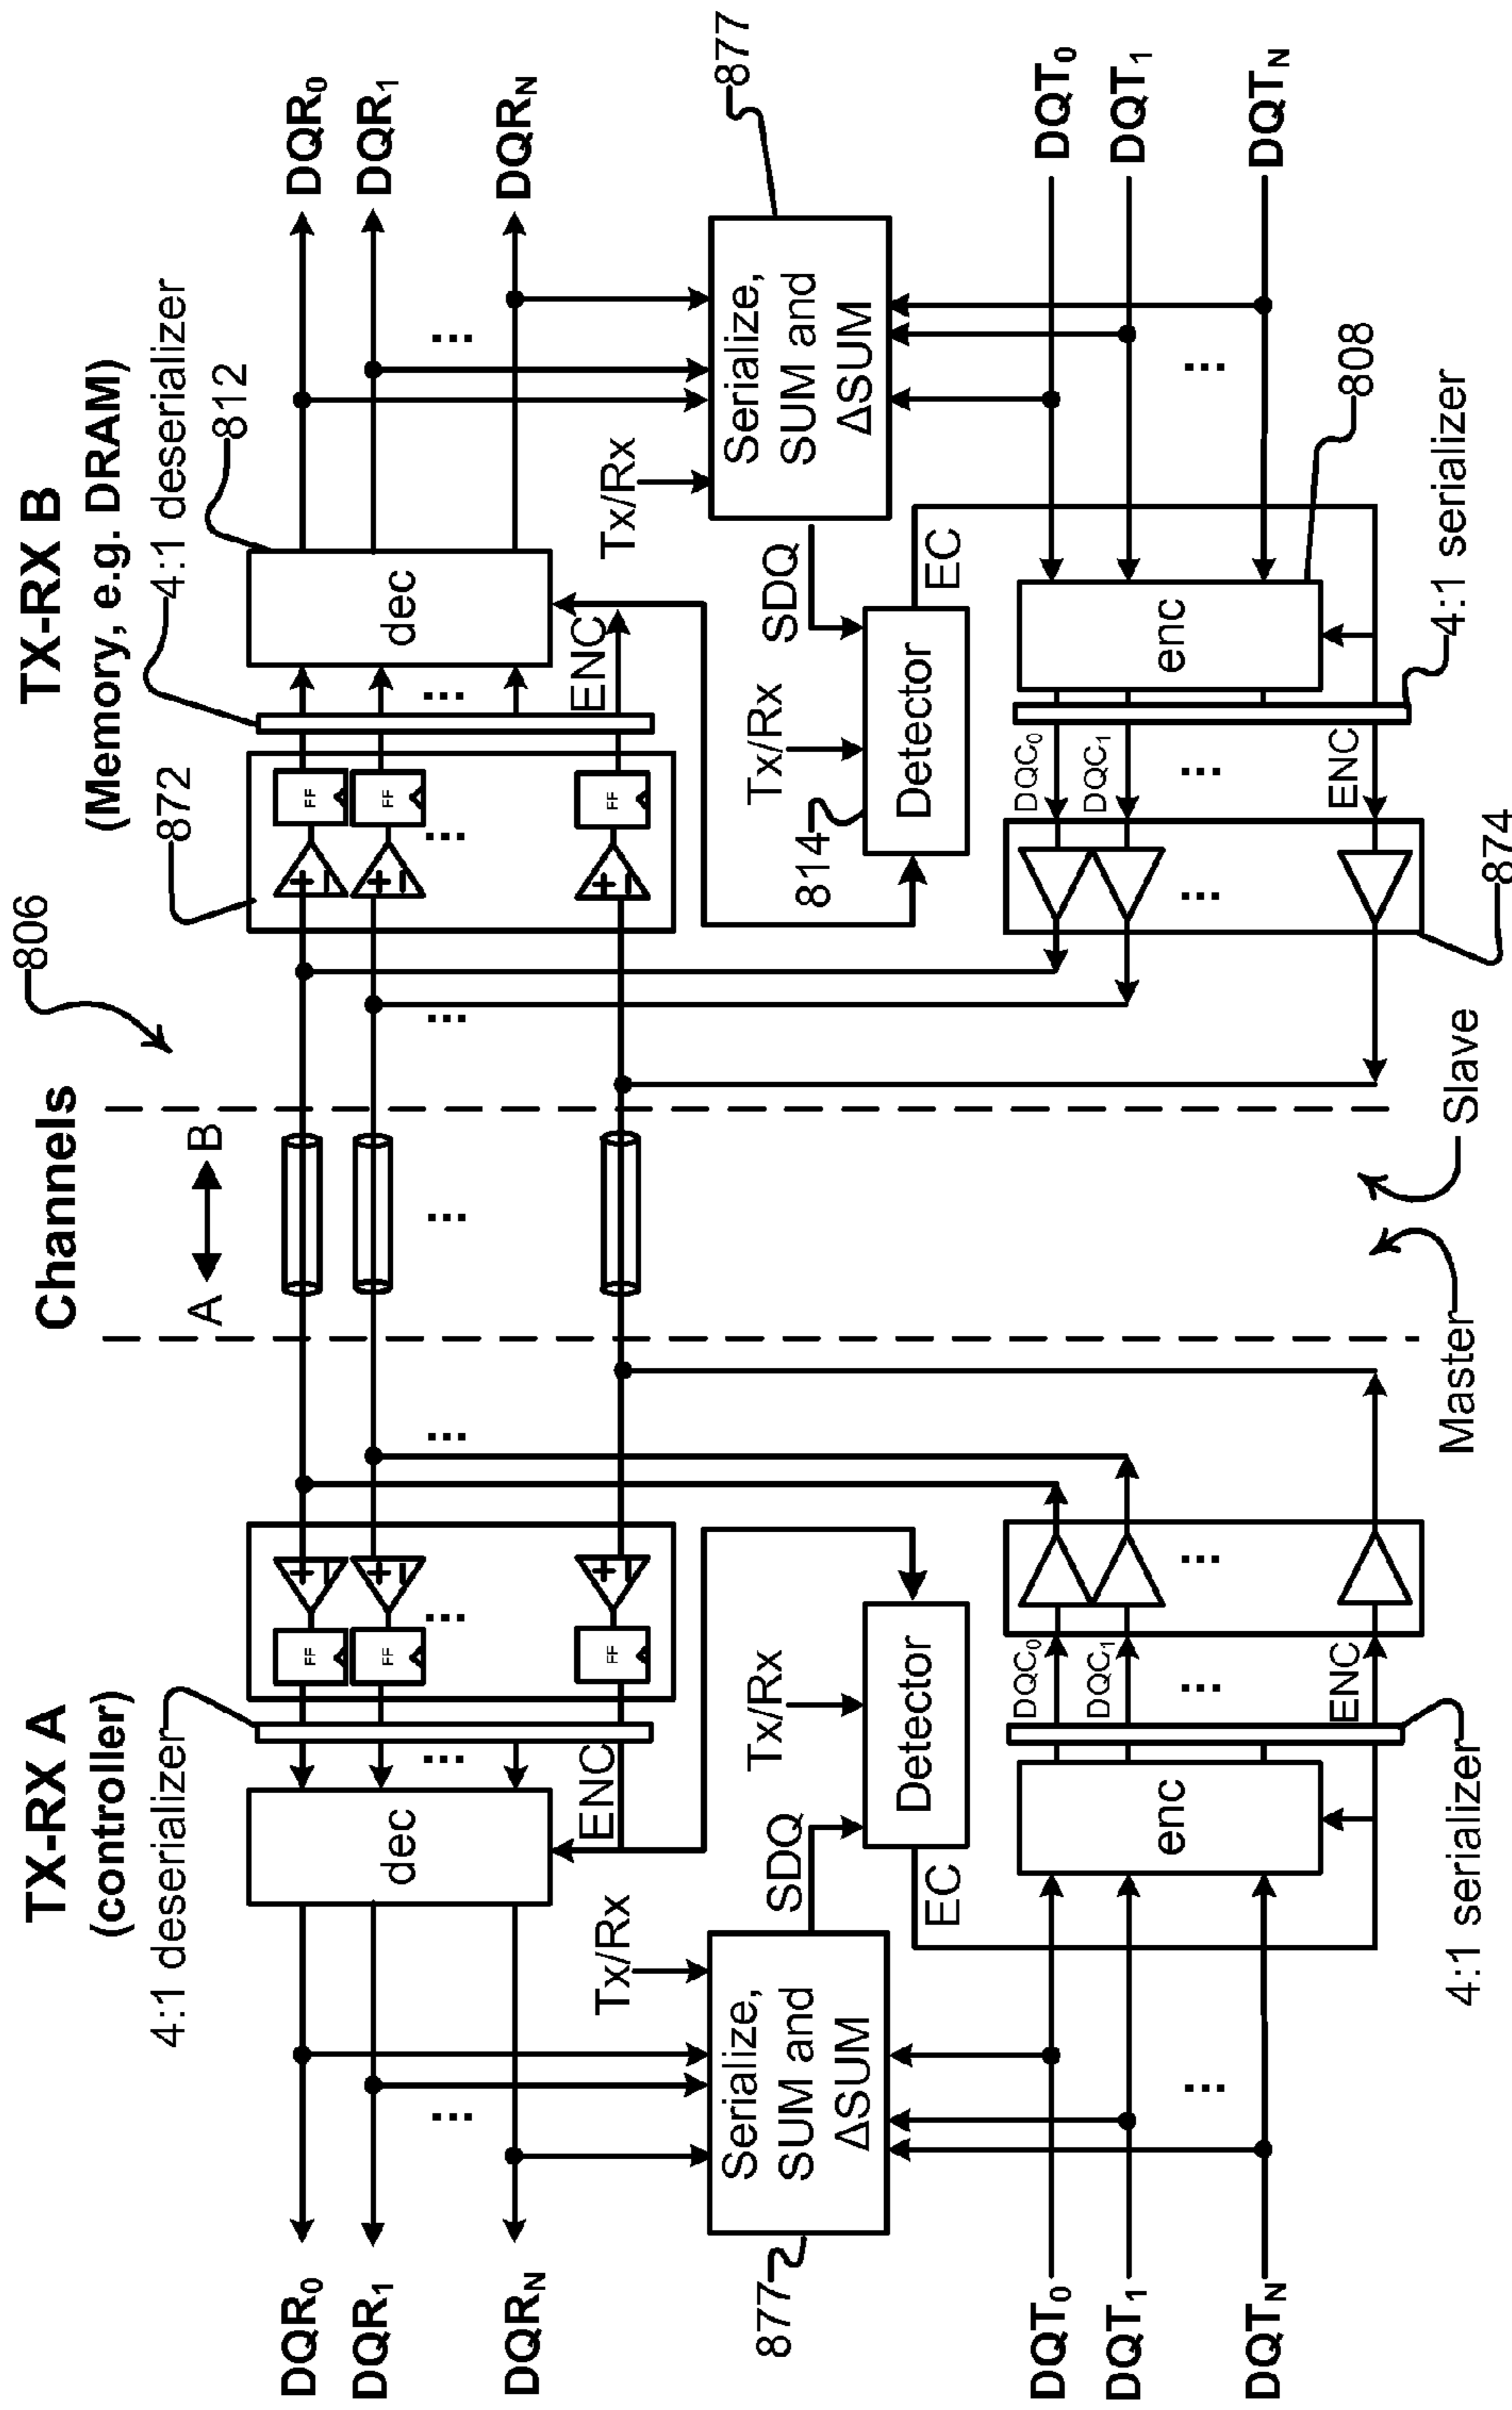 TX-RX A
(controller)
4:1 deserializer
Channels
A
B
806
TX-RX B
(Memory, e.g. DRAM)
872
4:1 deserializer
812
DQR0
DQR1
DQRN
dec
...
ENC
FF
FF
...
FF
...
...
...
...
FF
FF
...
FF
...
ENC
dec
...
DQR0
DQR1
DQRN
877
Serialize,
SUM and
ΔSUM
Tx/Rx
SDQ
Tx/Rx
Detector
EC
814
Tx/Rx
Detector
SDQ
EC
Tx/Rx
Serialize,
SUM and
ΔSUM
877
DQT0
DQT1
DQTN
...
enc
DQC0
DQC1
...
ENC
...
4:1 serializer
Master
Slave
...
874
DQC0
DQC1
...
ENC
enc
808
4:1 serializer
...
DQT0
DQT1
DQTN